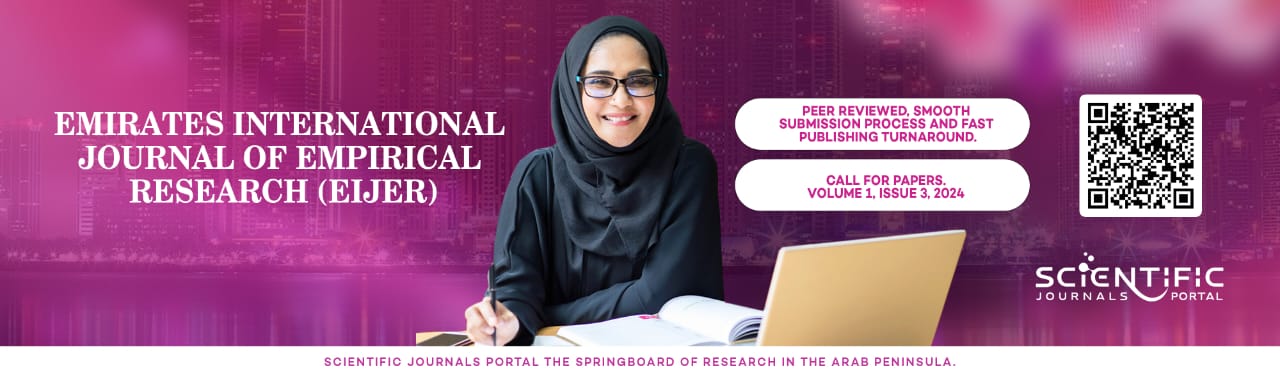 EMIRATES INTERNATIONAL
JOURNAL OF EMPIRICAL
RESEARCH (EIJER)
PEER REVIEWED, SMOOTH
SUBMISSION PROCESS AND FAST
PUBLISHING TURNAROUND.
CALL FOR PAPERS.
VOLUME 1, ISSUE 3, 2024
SCIENTIFIC
JOURNALS PORTAL
SCIENTIFIC JOURNALS PORTAL THE SPRINGBOARD OF RESEARCH IN THE ARAB PENINSULA.